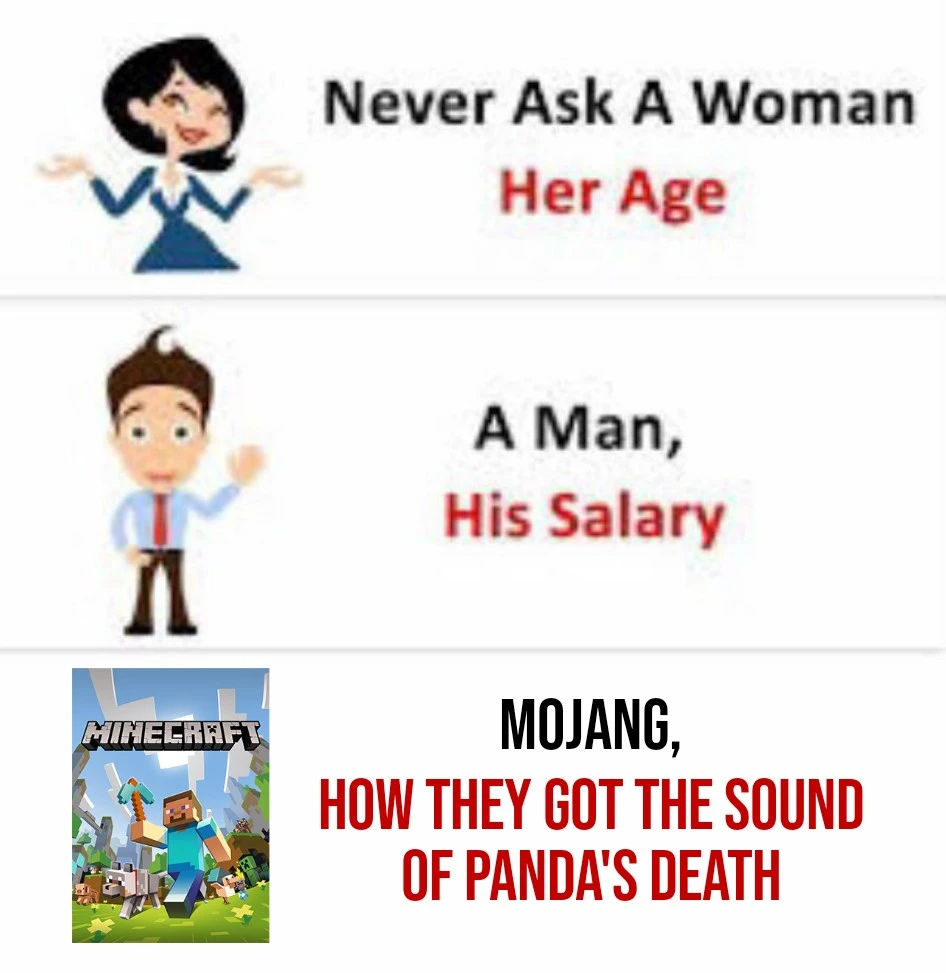 Never Ask A Woman
Her Age
A Man,
His Salary
MINECRAFT
MOJANG,
HOW THEY GOT THE SOUND
OF PANDA'S DEATH